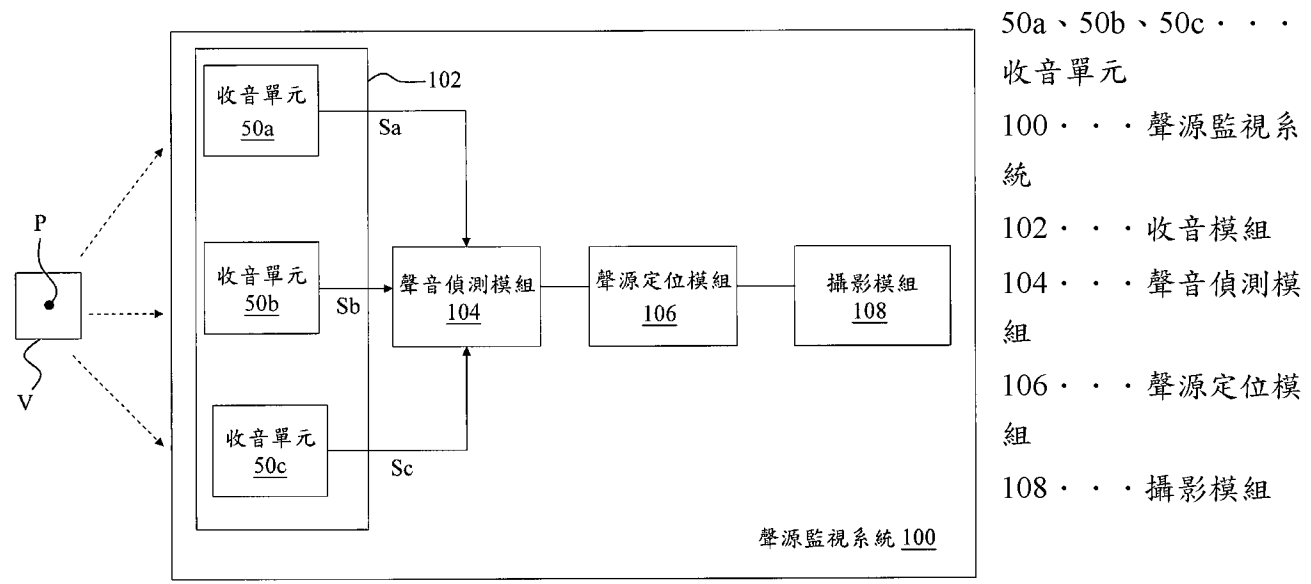 收音單元
50a
102
Sa
P
V
收音單元
50b
Sb
聲音偵測模組
104
聲源定位模組
106
攝影模組
108
收音單元
50c
Sc
聲源監視系統 100
50a、50b、50c・・・
收音單元
100・・・聲源監視系
統
102・・・收音模組
104・・・聲音偵測模
組
106・・・聲源定位模
組
108・・・攝影模組